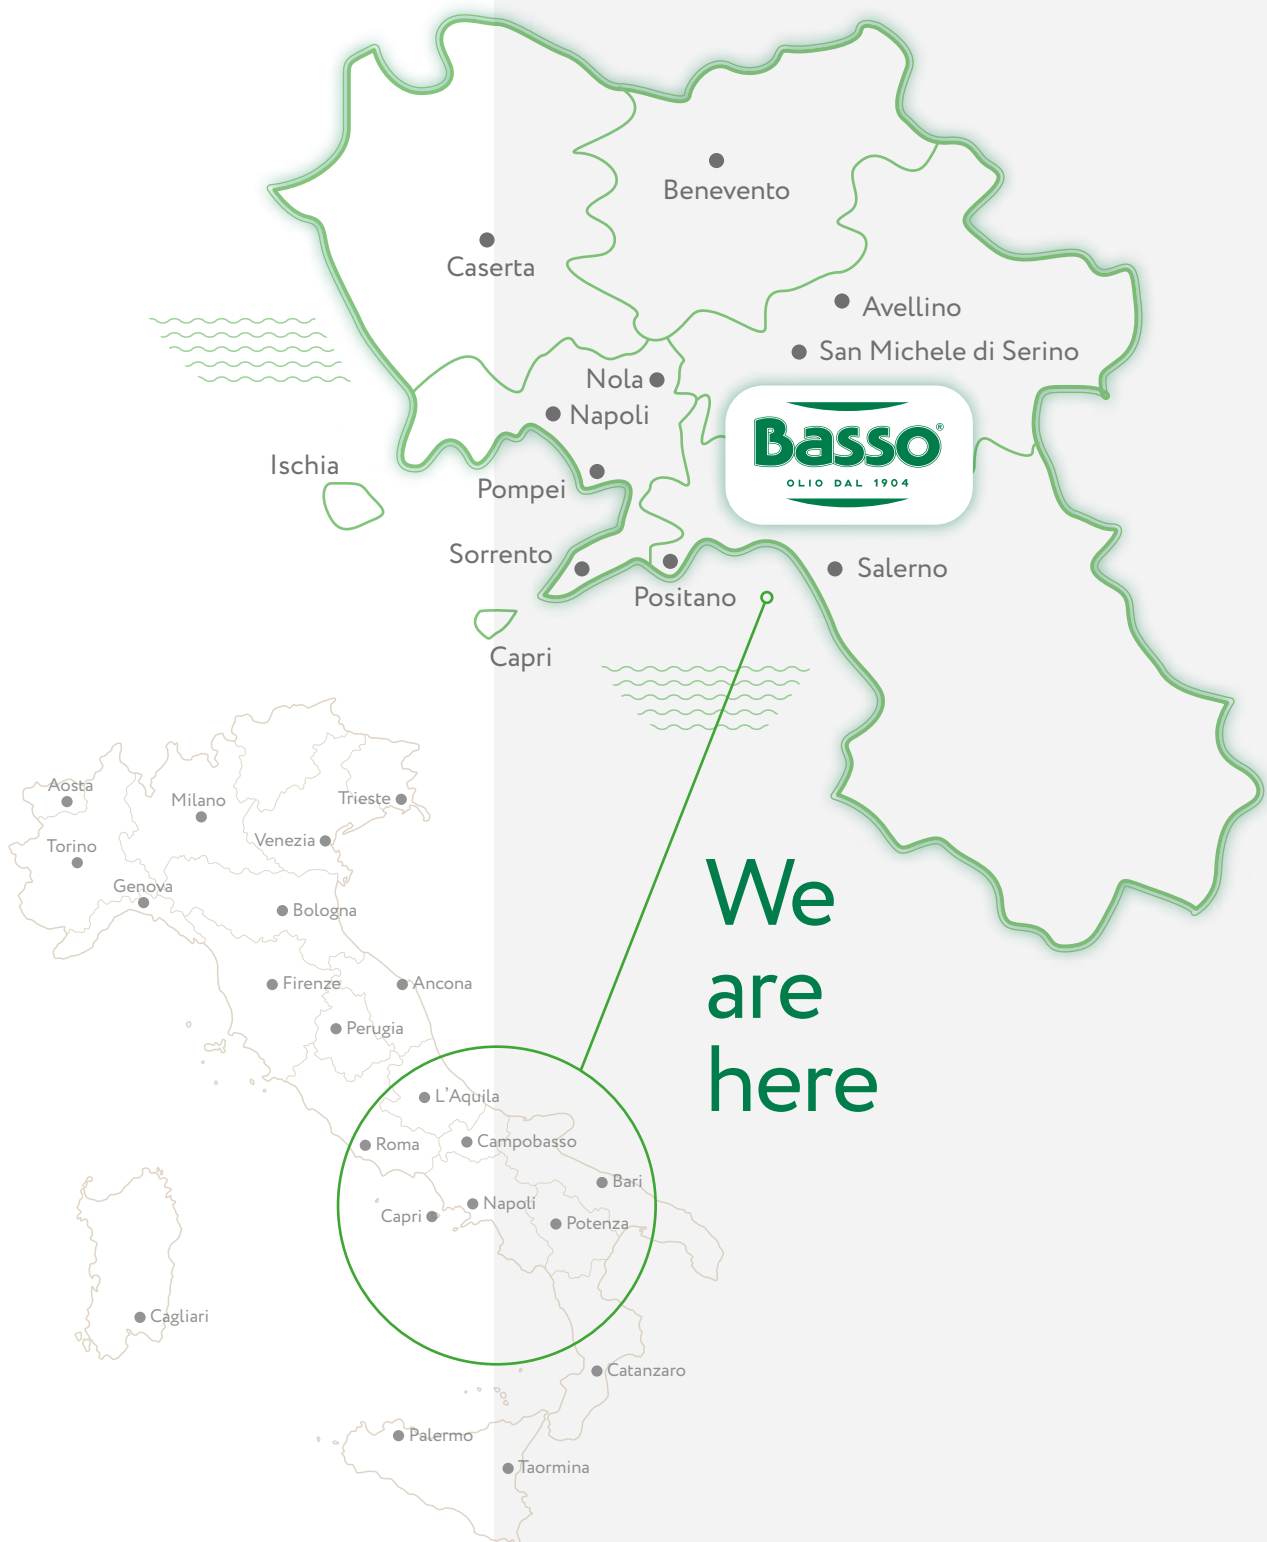 Benevento
Caserta
Avellino
San Michele di Serino
Nola
Napoli
Basso®
OLIO DAL 1904
Ischia
Pompei
Sorrento
Salerno
Positano
Capri
We
are
here
Aosta
Milano
Trieste
Torino
Venezia
Genova
Bologna
Firenze
Ancona
Perugia
L'Aquila
Roma
Campobasso
Bari
Napoli
Capri
Potenza
Cagliari
Catanzaro
Palermo
Taormina